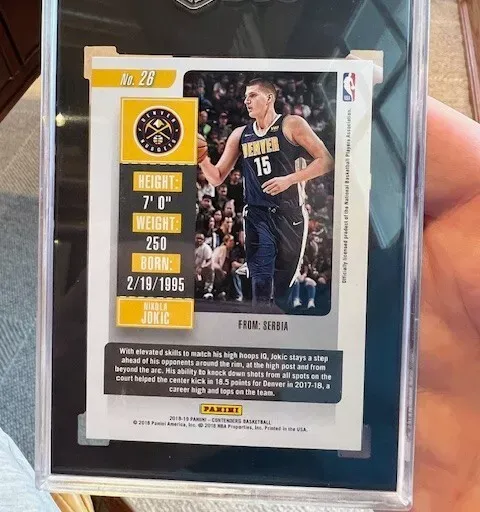 No. 26
DENVER
NUGGETS
DENVER
15
HEIGHT:
7' 0"
WEIGHT:
250
BORN:
2/19/1995
NIKOLA
JOKIC
FROM: SERBIA
Officially licensed product of the National Basketball Players Association.
With elevated skills to match his high hoops IQ, Jokic stays a step
ahead of his opponents around the rim, at the high post and from
beyond the arc. His ability to knock down shots from all spots on the
court helped the center kick in 18.5 points for Denver in 2017-18, a
career high and tops on the team.
PANINI
2018-19 PANINI - CONTENDERS BASKETBALL
© 2018 Panini America, Inc. © 2018 NBA Properties, Inc. Printed in the USA.